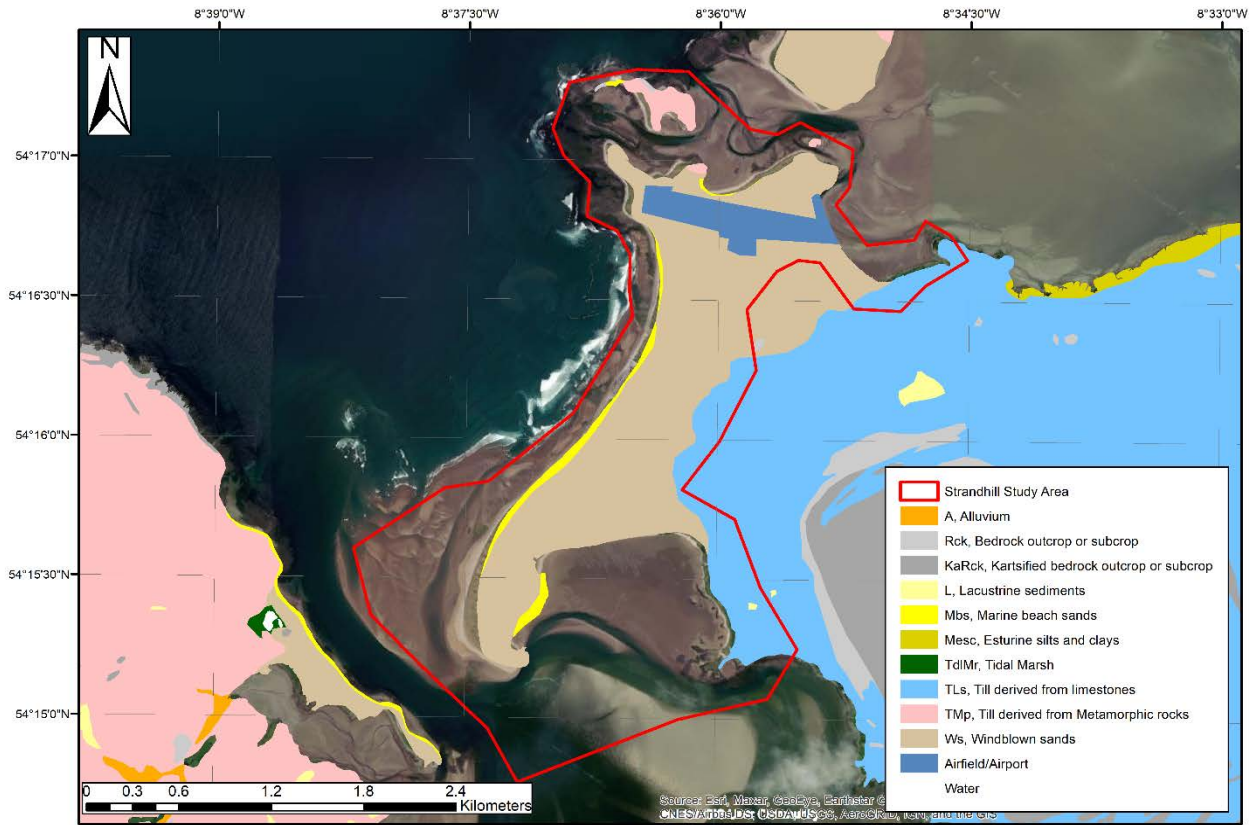 8°39'0"W 8°37'30"W 8°36'0"W 8°34'30"W 8°33'0"W
N
54°17'0"N
54°16'30"N
54°16'0"N
54°15'30"N
54°15'0"N
Strandhill Study Area
A, Alluvium
Rck, Bedrock outcrop or subcrop
KaRck, Kartsified bedrock outcrop or subcrop
L, Lacustrine sediments
Mbs, Marine beach sands
Mesc, Esturine silts and clays
TdlMr, Tidal Marsh
TLs, Till derived from limestones
TMp, Till derived from Metamorphic rocks
Ws, Windblown sands
Airfield/Airport
Water
0 0.3 0.6 1.2 1.8 2.4
Kilometers
Source: Esri, Maxar, GeoEye, Earthstar
CNES/Airbus DS, USDA, USGS, AeroGRID, IGN, and the GIS